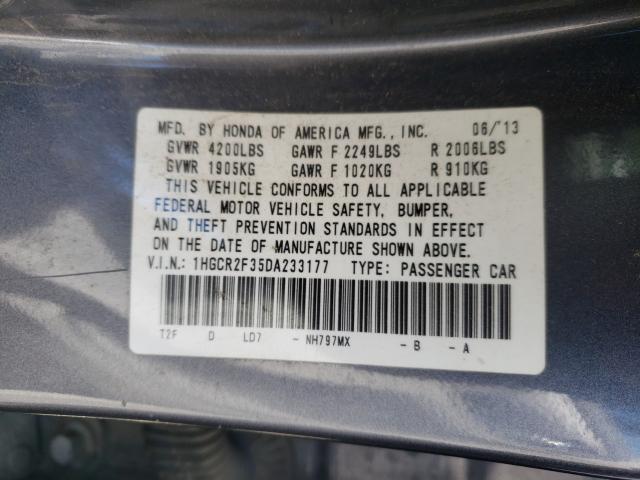 MFD. BY HONDA OF AMERICA MFG., INC. 06/'13
GVWR 4200LBS GAWR F 2249LBS R 2006LBS
GVWR 1905KG GAWR F 1020KG R 910KG
THIS VEHICLE CONFORMS TO ALL APPLICABLE
FEDERAL MOTOR VEHICLE SAFETY, BUMPER,
AND THEFT PREVENTION STANDARDS IN EFFECT
ON THE DATE OF MANUFACTURE SHOWN ABOVE.
V.I.N.: 1HGCR2F35DA233177 TYPE: PASSENGER CAR
T2F D LD7 - NH797MX - B - A